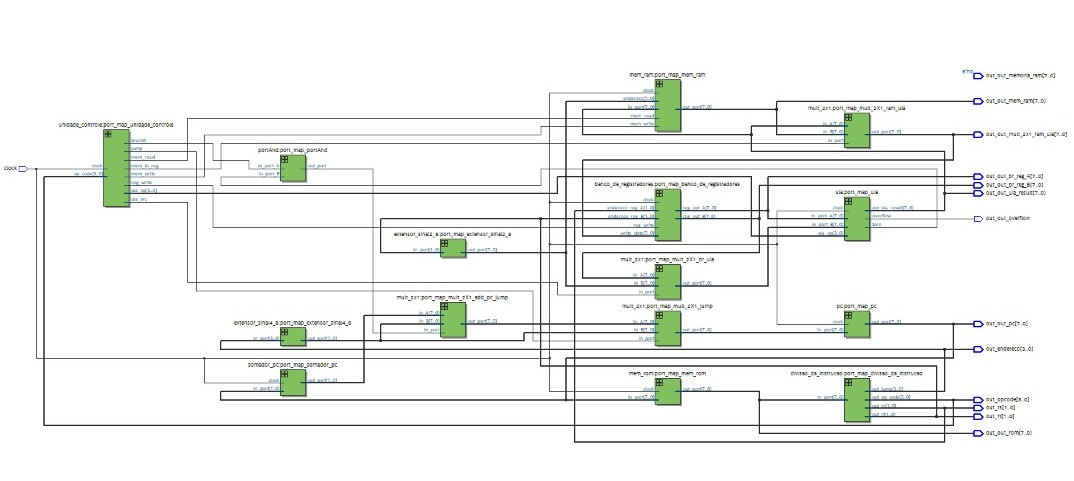 mem_ram:port_map_mem_ram
8'h0
out_out_memoria_ram[7..0]
clock
endereco[7..0]
in_port[7..0]
mem_read
mem_write
out_port[7..0]
out_out_mem_ram[7..0]
mult_2x1:port_map_mult_2X1_ram_ula
in_A[7..0]
in_B[7..0]
in_port
out_port[7..0]
out_out_mult_2x1_ram_ula[7..0]
unidade_controle:port_map_unidade_controle
clock
clock
op_code[3..0]
branch
jump
mem_read
mem_to_reg
mem_write
reg_write
ula_src
portAnd:port_map_portAnd
in_port_A
in_port_B
out_port
banco_de_registradores:port_map_banco_de_registradores
clock
endereco_reg_A[1..0]
endereco_reg_B[1..0]
reg_write
write_data[7..0]
reg_out_A[7..0]
reg_out_B[7..0]
out_out_br_reg_A[7..0]
out_out_br_reg_B[7..0]
out_out_ula_result[7..0]
ula:port_map_ula
clock
in_port_A[7..0]
in_port_B[7..0]
out_ula_result[7..0]
overflow
zero
out_out_overflow
extensor_sinal2_8:port_map_extensor_sinal2_8
in_port[1..0]
out_port[7..0]
mult_2x1:port_map_mult_2X1_br_ula
in_A[7..0]
in_B[7..0]
in_port
out_port[7..0]
mult_2x1:port_map_mult_2X1_add_pc_jump
in_A[7..0]
in_B[7..0]
in_port
out_port[7..0]
mult_2x1:port_map_mult_2X1_jump
in_A[7..0]
in_B[7..0]
in_port
out_port[7..0]
pc:port_map_pc
clock
in_port[7..0]
out_port[7..0]
out_out_pc[7..0]
extensor_sinal4_8:port_map_extensor_sinal4_8
in_port[3..0]
out_port[7..0]
out_endereco[3..0]
somador_pc:port_map_somador_pc
clock
in_port[7..0]
out_port[7..0]
mem_rom:port_map_mem_rom
clock
in_port[7..0]
out_port[7..0]
divisao_da_instrucao:port_map_divisao_da_instrucao
in_port[7..0]
out_jump[3..0]
out_op_code[3..0]
out_rs[1..0]
out_rt[1..0]
out_opcode[3..0]
out_rs[1..0]
out_rt[1..0]
out_out_rom[7..0]